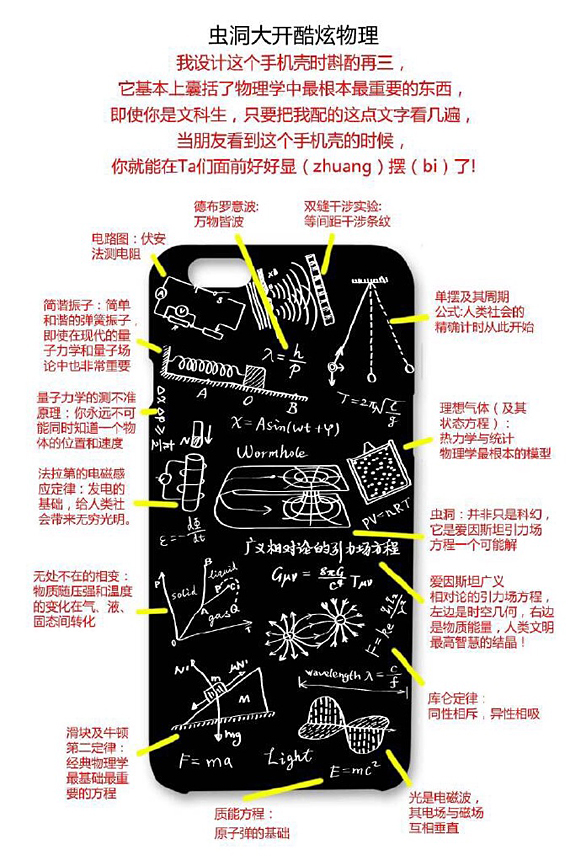 虫洞大开酷炫物理
我设计这个手机壳时斟酌再三，
它基本上囊括了物理学中最根本最重要的东西，
即使你是文科生，只要把我配的这点文字看几遍，
当朋友看到这个手机壳的时候，
你就能在Ta们面前好好显（zhuang）摆（bi）了!
德布罗意波:
万物皆波
双缝干涉实验:
等间距干涉条纹
电路图：伏安
法测电阻
单摆及其周期
公式:人类社会的
精确计时从此开始
简谐振子：简单
和谐的弹簧振子，
即使在现代的量
子力学和量子场
论中也非常重要
量子力学的测不准
原理：你永远不可
能同时知道一个物
体的位置和速度
理想气体（及其
状态方程）：
热力学与统计
物理学最根本的模型
法拉第的电磁感
应定律：发电的
基础，给人类社
会带来无穷光明。
虫洞：并非只是科幻，
它是爱因斯坦引力场
方程一个可能解
无处不在的相变：
物质随压强和温度
的变化在气、液、
固态间转化
爱因斯坦广义
相对论的引力场方程，
左边是时空几何，右边
是物质能量，人类文明
最高智慧的结晶！
库仑定律：
同性相斥，异性相吸
滑块及牛顿
第二定律：
经典物理学
最基础最重
要的方程
质能方程：
原子弹的基础
光是电磁波，
其电场与磁场
互相垂直
A
V
S
λ = h/P
A O B
T = 2π√(L/g)
x = Asin(wt + φ)
Wormhole
PV = nRT
ε = - dΦ/dt
广义相对论的引力场方程
Gμν = 8πG/c⁴ Tμν
P
solid
liquid
gas
T
wavelength λ = c/f
m
M
mg
F = ma
Light
E = mc²